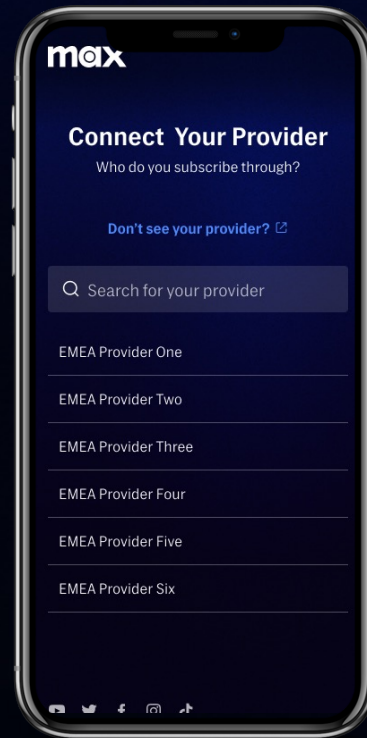 max
Connect Your Provider
Who do you subscribe through?
Don't see your provider?
Search for your provider
EMEA Provider One
EMEA Provider Two
EMEA Provider Three
EMEA Provider Four
EMEA Provider Five
EMEA Provider Six